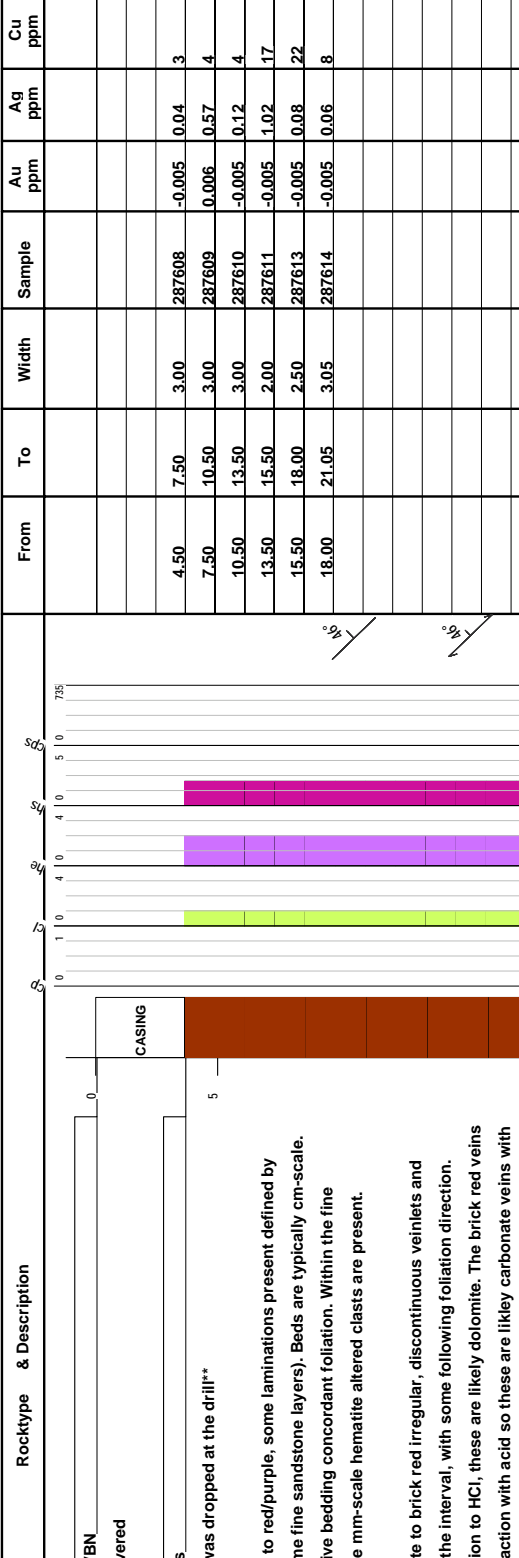 Rocktype & Description
cp
cl
he
hs
cps
From
To
Width
Sample
Au ppm
Ag ppm
Cu ppm
0 1
0 4
0 4
0 5
0 735
0
CASING
5
was dropped at the drill**
to red/purple, some laminations present defined by
fine sandstone layers). Beds are typically cm-scale.
bedding concordant foliation. Within the fine
mm-scale hematite altered clasts are present.
to brick red irregular, discontinuous veinlets and
the interval, with some following foliation direction.
to HCl, these are likely dolomite. The brick red veins
with acid so these are likley carbonate veins with
46°
46°
4.50 7.50 3.00 287608 -0.005 0.04 3
7.50 10.50 3.00 287609 0.006 0.57 4
10.50 13.50 3.00 287610 -0.005 0.12 4
13.50 15.50 2.00 287611 -0.005 1.02 17
15.50 18.00 2.50 287613 -0.005 0.08 22
18.00 21.05 3.05 287614 -0.005 0.06 8